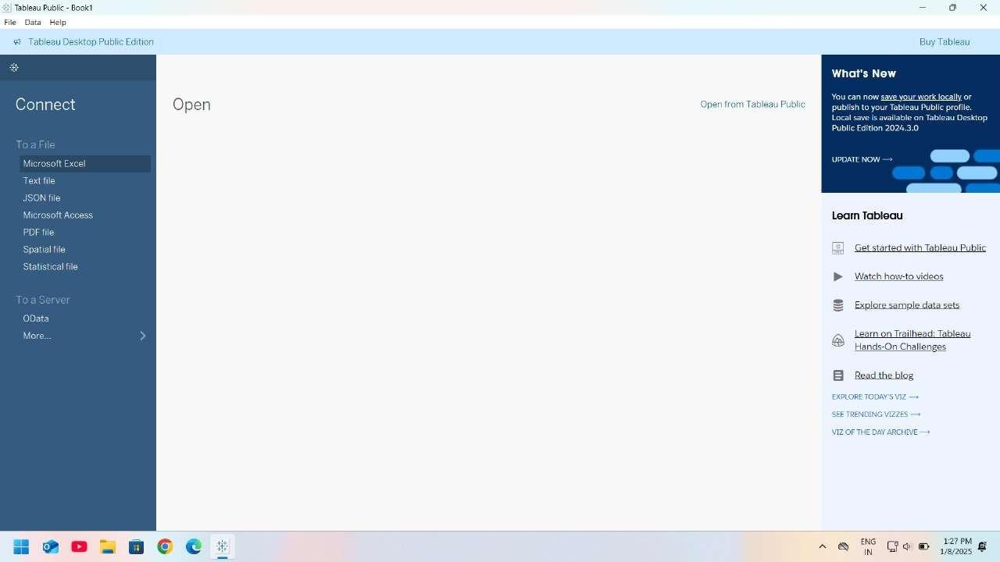 Tableau Public - Book1
File Data Help
Tableau Desktop Public Edition
Buy Tableau
Connect
To a File
Microsoft Excel
Text file
JSON file
Microsoft Access
PDF file
Spatial file
Statistical file
To a Server
OData
More...
Open
Open from Tableau Public
What's New
You can now save your work locally or
publish to your Tableau Public profile.
Local save is available on Tableau Desktop
Public Edition 2024.3.0
UPDATE NOW →
Learn Tableau
Get started with Tableau Public
Watch how-to videos
Explore sample data sets
Learn on Trailhead: Tableau
Hands-On Challenges
Read the blog
EXPLORE TODAY'S VIZ →
SEE TRENDING VIZZES →
VIZ OF THE DAY ARCHIVE →
ENG
IN
1:27 PM
1/8/2025